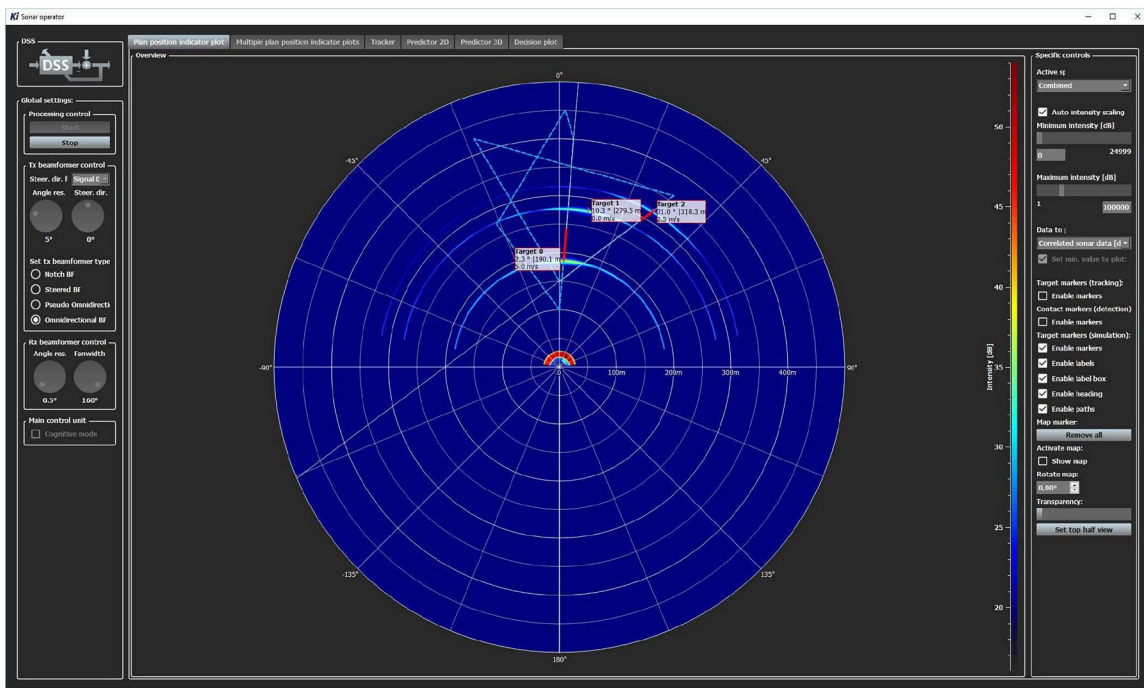 Ki Sonar operator
DSS
DSS
Global settings:
Processing control
Start
Stop
Tx beamformer control
Steer. dir. f Signal 0
Angle res. Steer. dir.
5° 0°
Set tx beamformer type
Notch BF
Steered BF
Pseudo Omnidirecti
Omnidirectional BF
Rx beamformer control
Angle res. Fanwidth
0.5° 160°
Main control unit
Cognitive mode
Plan position indicator plot Multiple plan position indicator plots Tracker Predictor 2D Predictor 3D Decision plot
Overview
0°
-45° 45°
Target 1
10.3 ° |279.5 m
0.0 m/s
Target 2
31.0 ° |318.3 m
2.5 m/s
Target 0
2.3 ° |190.1 m
5.0 m/s
-90° 0 100m 200m 300m 400m 90°
-135° 135°
180°
Intensity [dB]
50
45
40
35
30
25
20
Specific controls
Active sp
Combined
Auto intensity scaling
Minimum intensity [dB]
0 24999
Maximum intensity [dB]
1 100000
Data to p
Correlated sonar data [d
Set min. value to plot:
Target markers (tracking):
Enable markers
Contact markers (detection)
Enable markers
Target markers (simulation):
Enable markers
Enable labels
Enable label box
Enable heading
Enable paths
Map marker:
Remove all
Activate map:
Show map
Rotate map:
0,00°
Transparency:
Set top half view